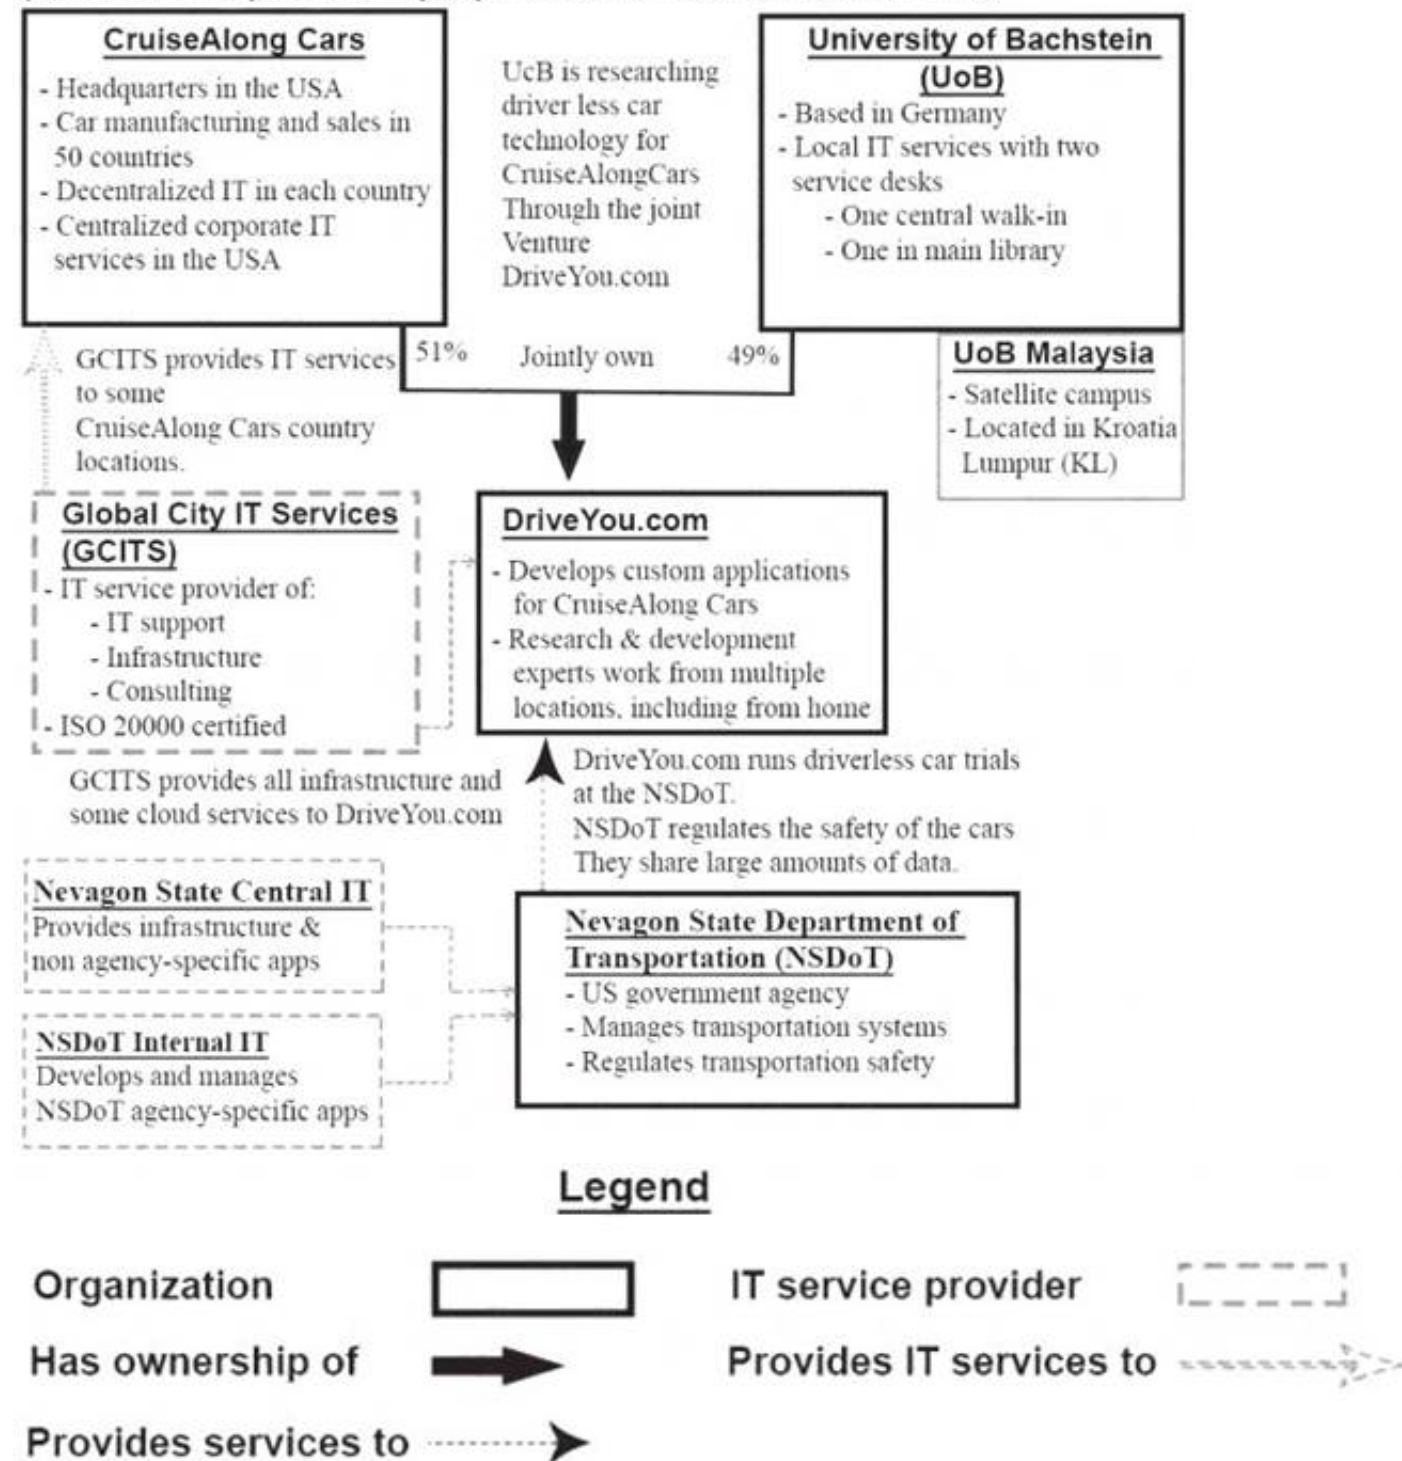 CruiseAlong Cars
- Headquarters in the USA
- Car manufacturing and sales in
50 countries
- Decentralized IT in each country
- Centralized corporate IT
services in the USA
UcB is researching
driver less car
technology for
CruiseAlongCars
Through the joint
Venture
DriveYou.com
University of Bachstein
(UoB)
- Based in Germany
- Local IT services with two
service desks
- One central walk-in
- One in main library
51% Jointly own 49%
GCITS provides IT services
to some
CruiseAlong Cars country
locations.
UoB Malaysia
- Satellite campus
- Located in Kroatia
Lumpur (KL)
Global City IT Services
(GCITS)
- IT service provider of:
- IT support
- Infrastructure
- Consulting
- ISO 20000 certified
DriveYou.com
- Develops custom applications
for CruiseAlong Cars
- Research & development
experts work from multiple
locations, including from home
GCITS provides all infrastructure and
some cloud services to DriveYou.com
DriveYou.com runs driverless car trials
at the NSDoT.
NSDoT regulates the safety of the cars
They share large amounts of data.
Nevagon State Central IT
Provides infrastructure &
non agency-specific apps
NSDoT Internal IT
Develops and manages
NSDoT agency-specific apps
Nevagon State Department of
Transportation (NSDoT)
- US government agency
- Manages transportation systems
- Regulates transportation safety
Legend
Organization
IT service provider
Has ownership of
Provides IT services to
Provides services to